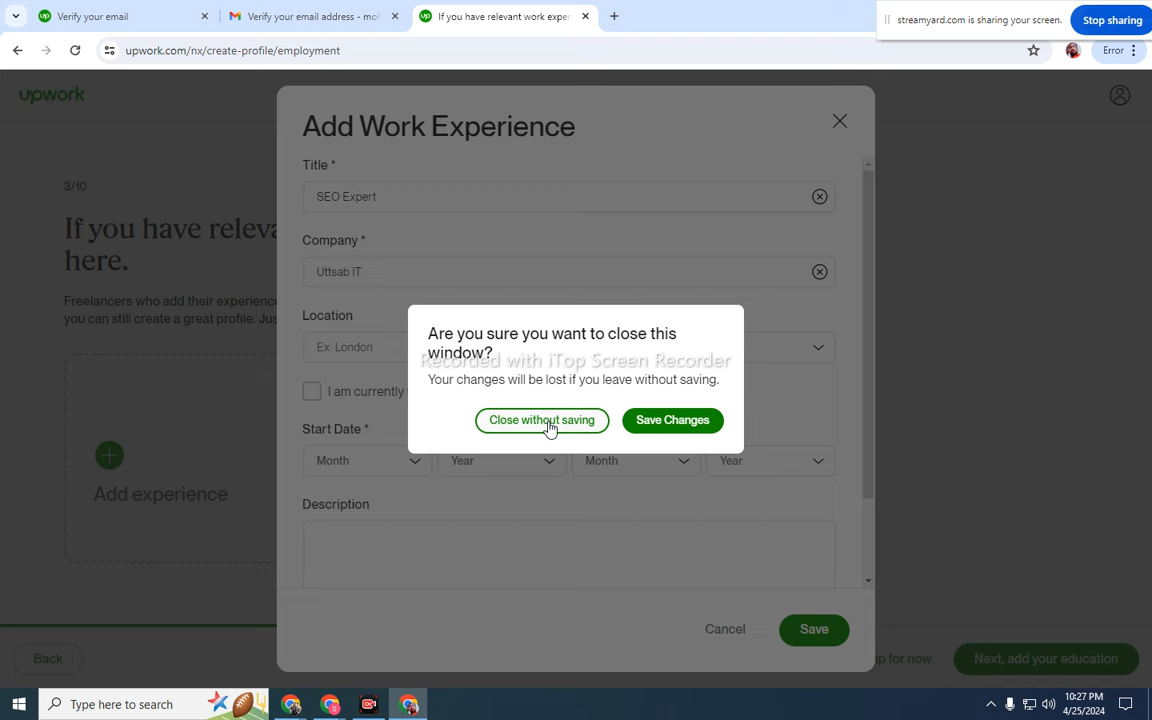 Verify your email
Verify your email address - mob
If you have relevant work exper
streamyard.com is sharing your screen.
Stop sharing
upwork.com/nx/create-profile/employment
Error
upwork
Add Work Experience
3/10
Title *
SEO Expert
If you have releva
here.
Company *
Uttsab IT
Freelancers who add their experience
you can still create a great profile. Jus
Location
Ex: London
Are you sure you want to close this
window?
Recorded with iTop Screen Recorder
Your changes will be lost if you leave without saving.
I am currently
Close without saving
Save Changes
Start Date *
Month
Year
Month
Year
Add experience
Description
Cancel
Save
Back
ip for now
Next, add your education
Type here to search
10:27 PM
4/25/2024